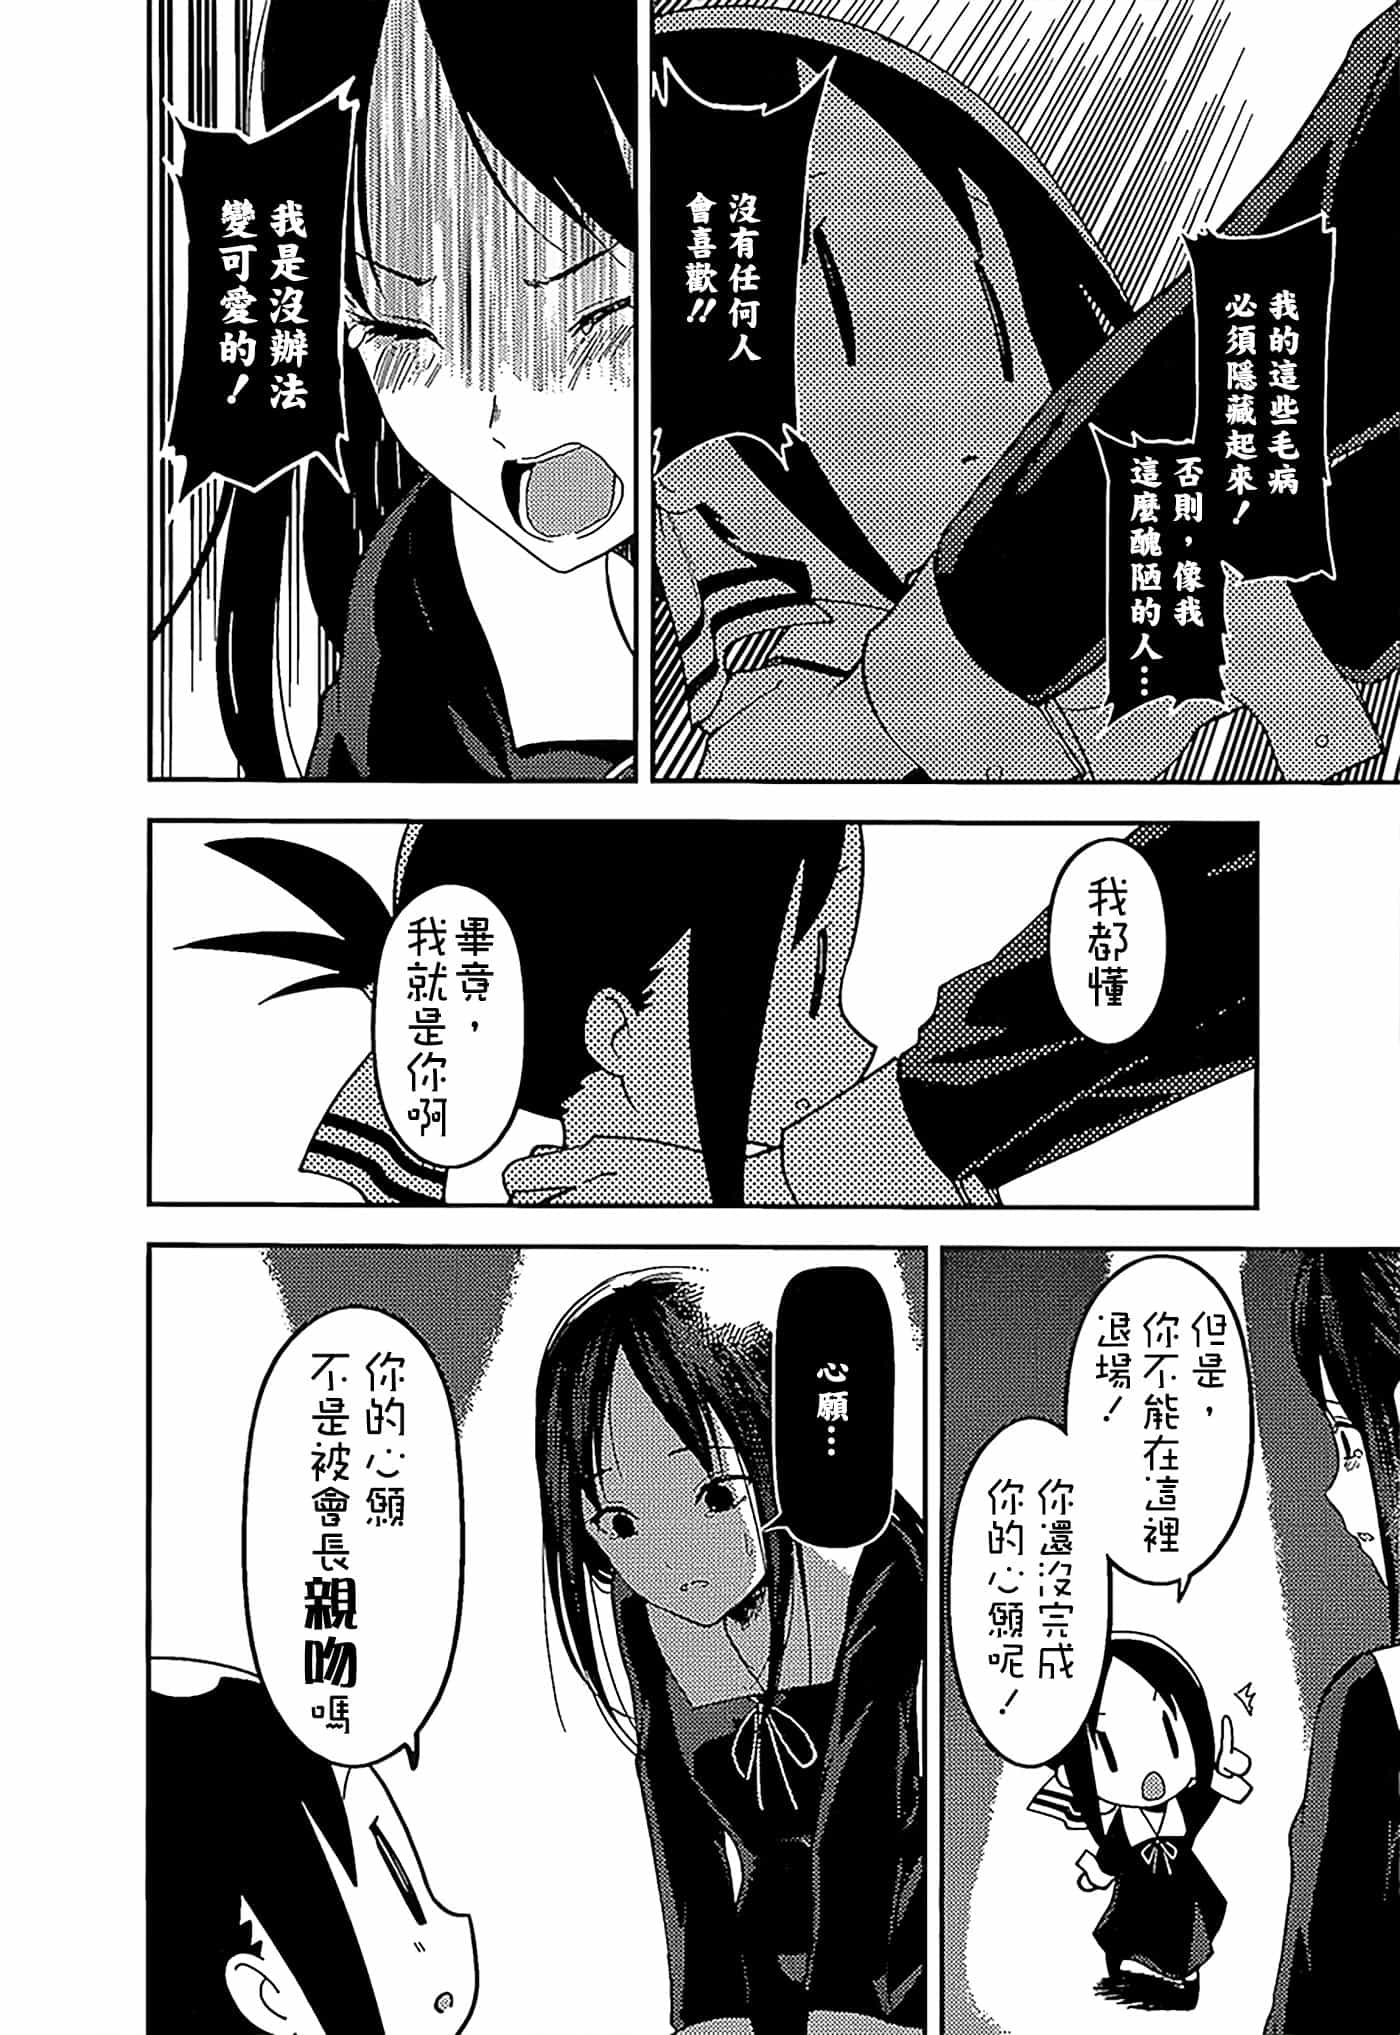 我的這些毛病
必須隱藏起來！
否則，像我
這麼醜陋的人…
沒有任何人
會喜歡!!
我是沒辦法
變可愛的！
我都懂
畢竟，
我就是你啊
但是，
你不能在這裡
退場！
你還沒完成
你的心願呢！
心願…
你的心願
不是被會長親吻嗎